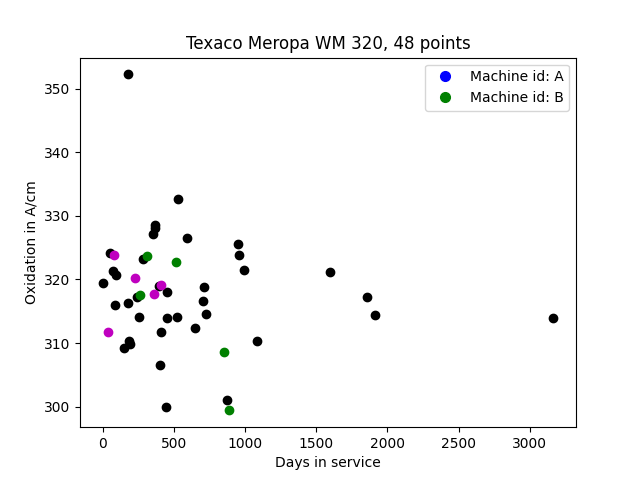 Texaco Meropa WM 320, 48 points
Machine id: A
Machine id: B
Oxidation in A/cm
350
340
330
320
310
300
0
500
1000
1500
2000
2500
3000
Days in service